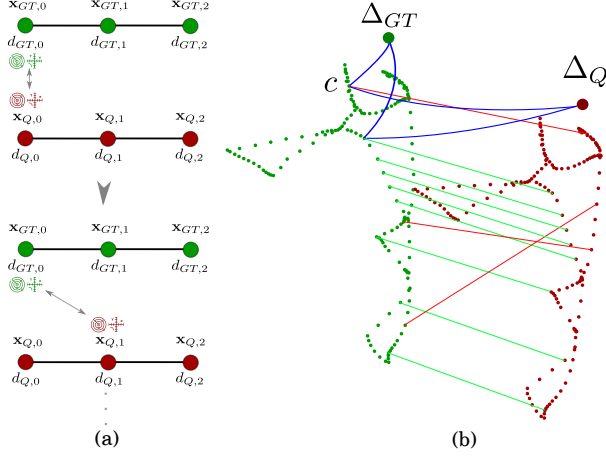 𝐱_{GT,0} 𝐱_{GT,1} 𝐱_{GT,2}
d_{GT,0} d_{GT,1} d_{GT,2}
𝐱_{Q,0} 𝐱_{Q,1} 𝐱_{Q,2}
d_{Q,0} d_{Q,1} d_{Q,2}
𝐱_{GT,0} 𝐱_{GT,1} 𝐱_{GT,2}
d_{GT,0} d_{GT,1} d_{GT,2}
𝐱_{Q,0} 𝐱_{Q,1} 𝐱_{Q,2}
d_{Q,0} d_{Q,1} d_{Q,2}
(a)
Δ_{GT}
Δ_{Q}
c
(b)